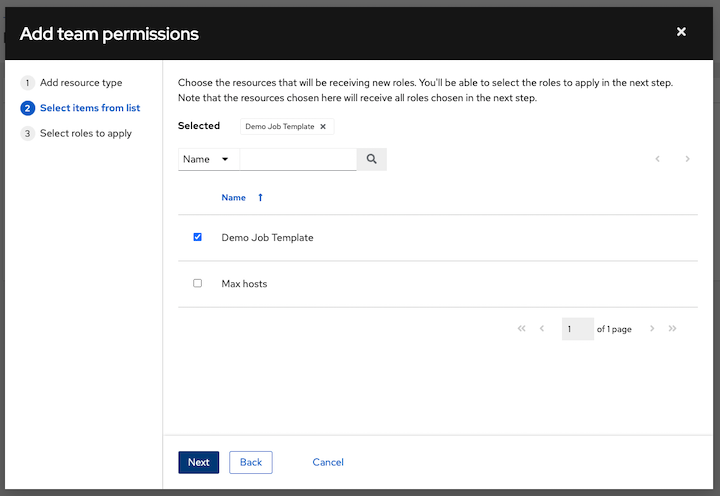 Add team permissions
1 Add resource type
2 Select items from list
3 Select roles to apply
Choose the resources that will be receiving new roles. You'll be able to select the roles to apply in the next step.
Note that the resources chosen here will receive all roles chosen in the next step.
Selected Demo Job Template
Name
Name
Demo Job Template
Max hosts
1 of 1 page
Next Back Cancel